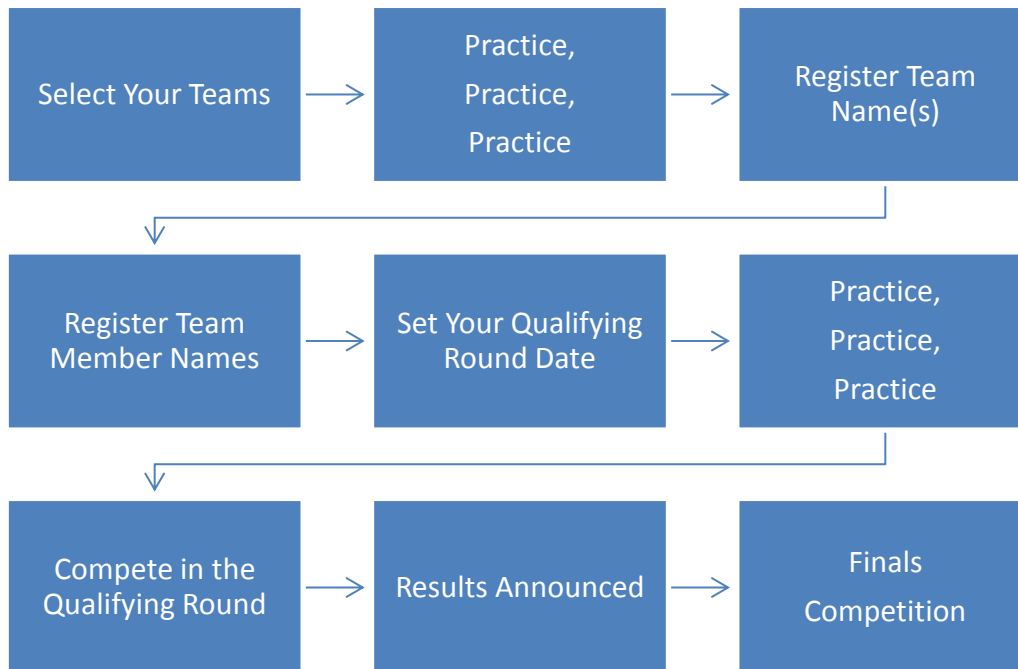 Select Your Teams
Practice,
Practice,
Practice
Register Team
Name(s)
Register Team
Member Names
Set Your Qualifying
Round Date
Practice,
Practice,
Practice
Compete in the
Qualifying Round
Results Announced
Finals
Competition